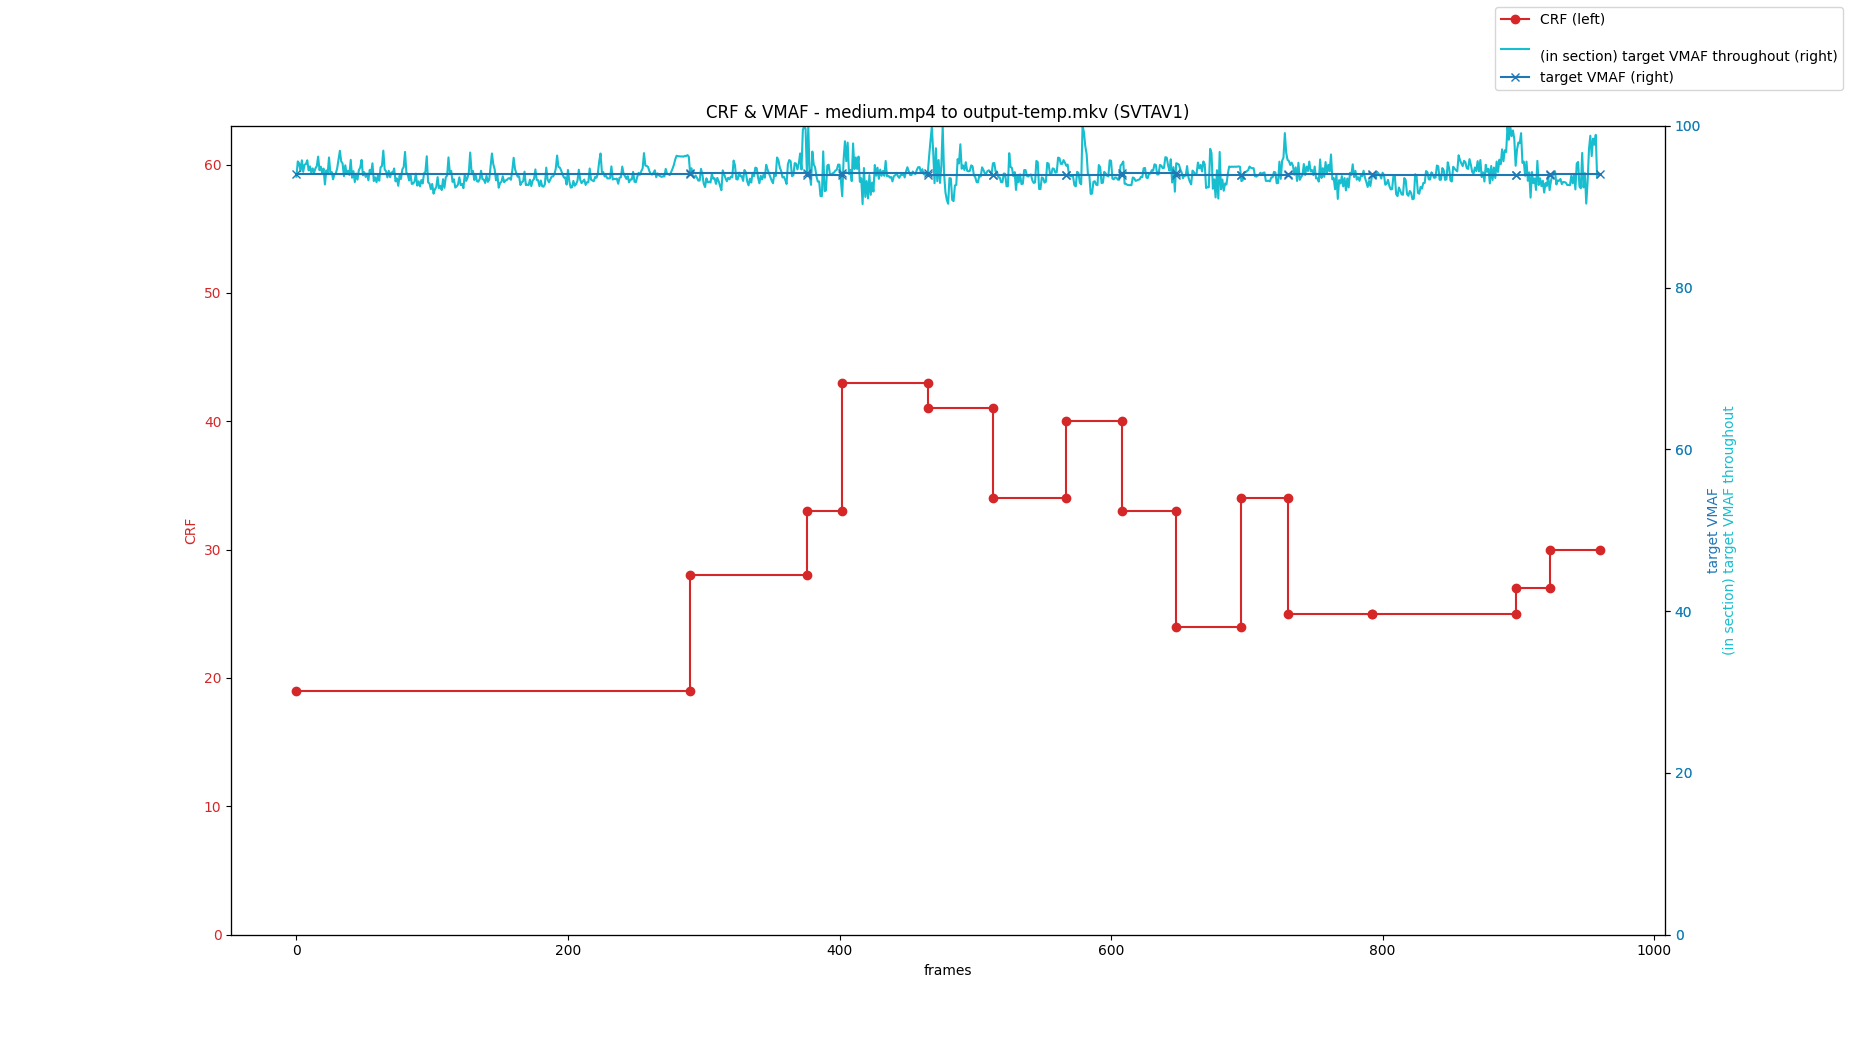 CRF (left)
(in section) target VMAF throughout (right)
target VMAF (right)
CRF & VMAF - medium.mp4 to output-temp.mkv (SVTAV1)
CRF
60
50
40
30
20
10
0
0
200
400
600
800
1000
frames
100
80
60
40
20
0
target VMAF
(in section) target VMAF throughout